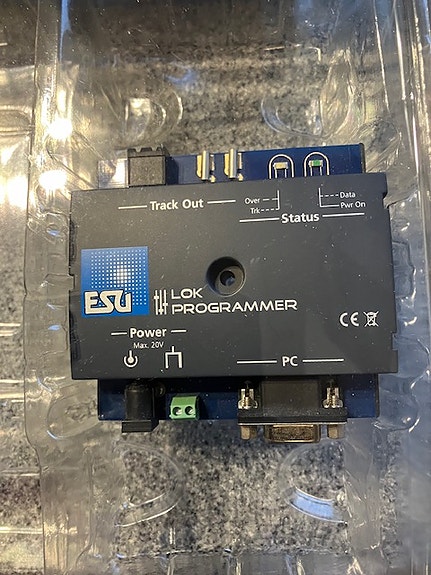 Track Out
Over
Trk
Data
Pwr On
Status
ESU
LOK
PROGRAMMER
CE
Power
Max. 20V
PC